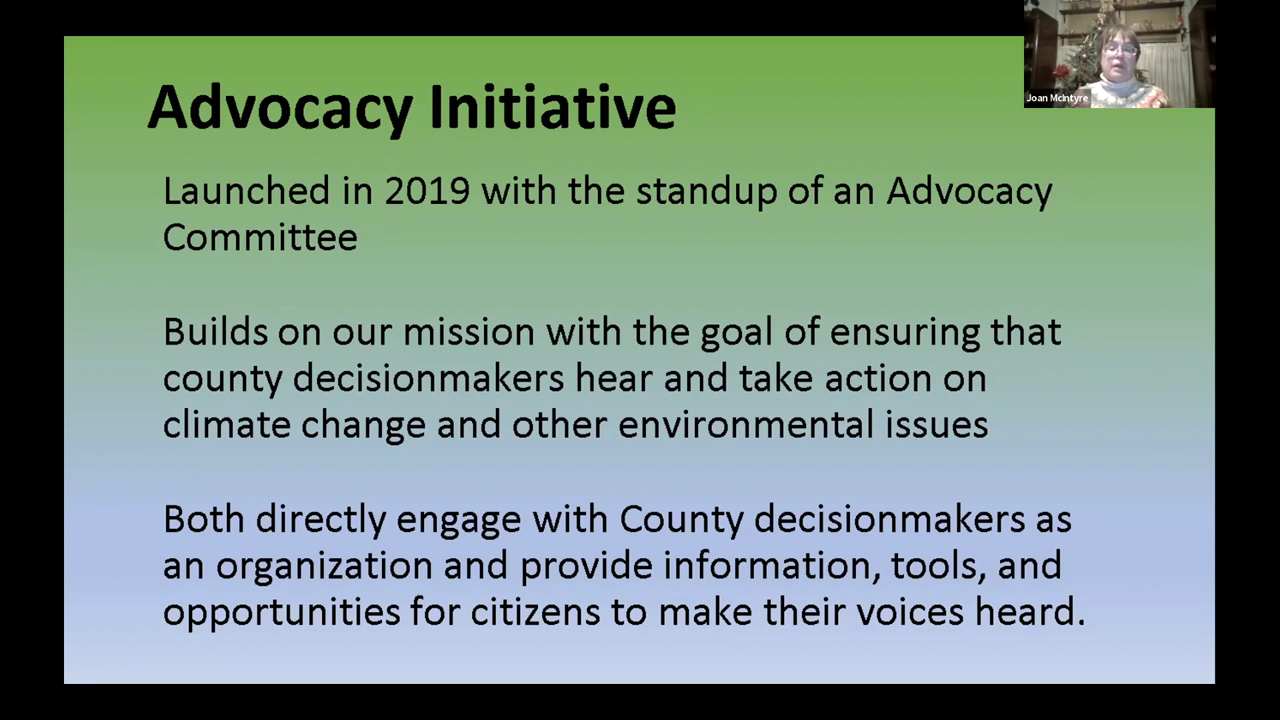 Advocacy Initiative
Joan McIntyre
Launched in 2019 with the standup of an Advocacy
Committee
Builds on our mission with the goal of ensuring that
county decisionmakers hear and take action on
climate change and other environmental issues
Both directly engage with County decisionmakers as
an organization and provide information, tools, and
opportunities for citizens to make their voices heard.